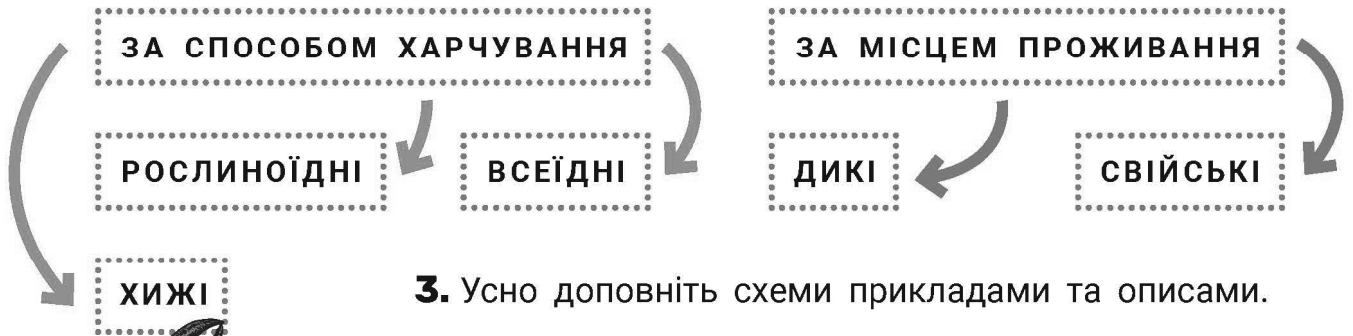 ЗА СПОСОБОМ ХАРЧУВАННЯ
ЗА МІСЦЕМ ПРОЖИВАННЯ
РОСЛИНОЇДНІ
ВСЕЇДНІ
ДИКІ
СВІЙСЬКІ
ХИЖІ
3. Усно доповніть схеми прикладами та описами.